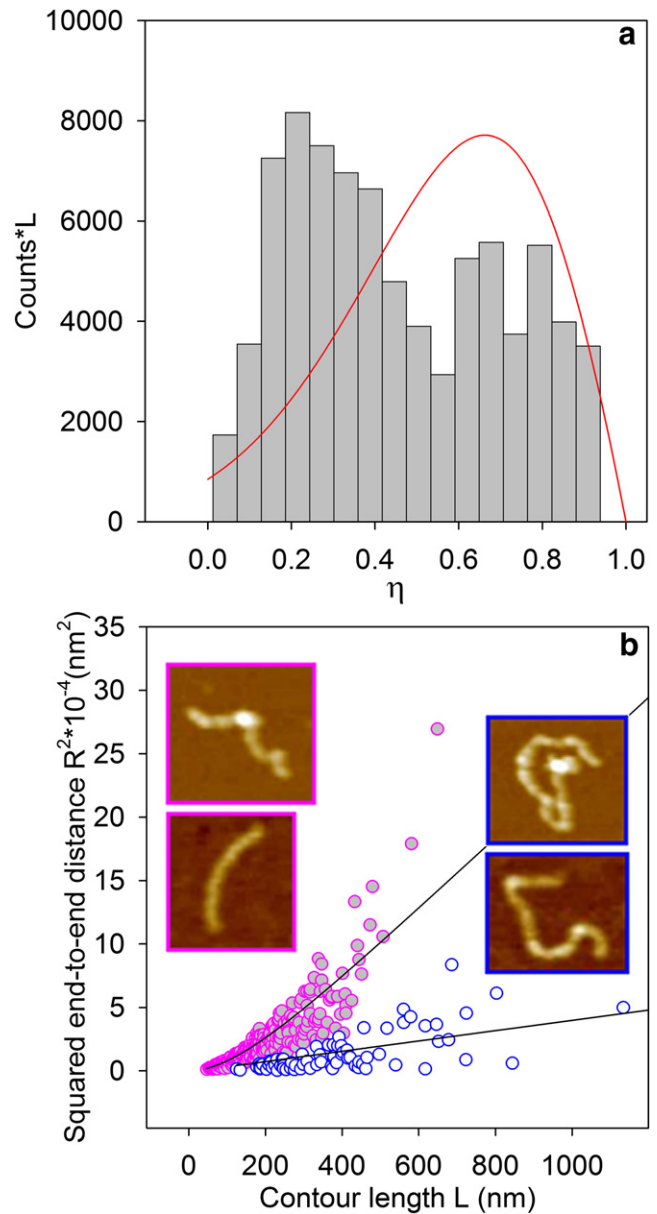 a
10000
8000
6000
4000
2000
0
Counts*L
0.0 0.2 0.4 0.6 0.8 1.0
η
b
35
30
25
20
15
10
5
0
Squared end-to-end distance R²*10⁻⁴(nm²)
0 200 400 600 800 1000
Contour length L (nm)